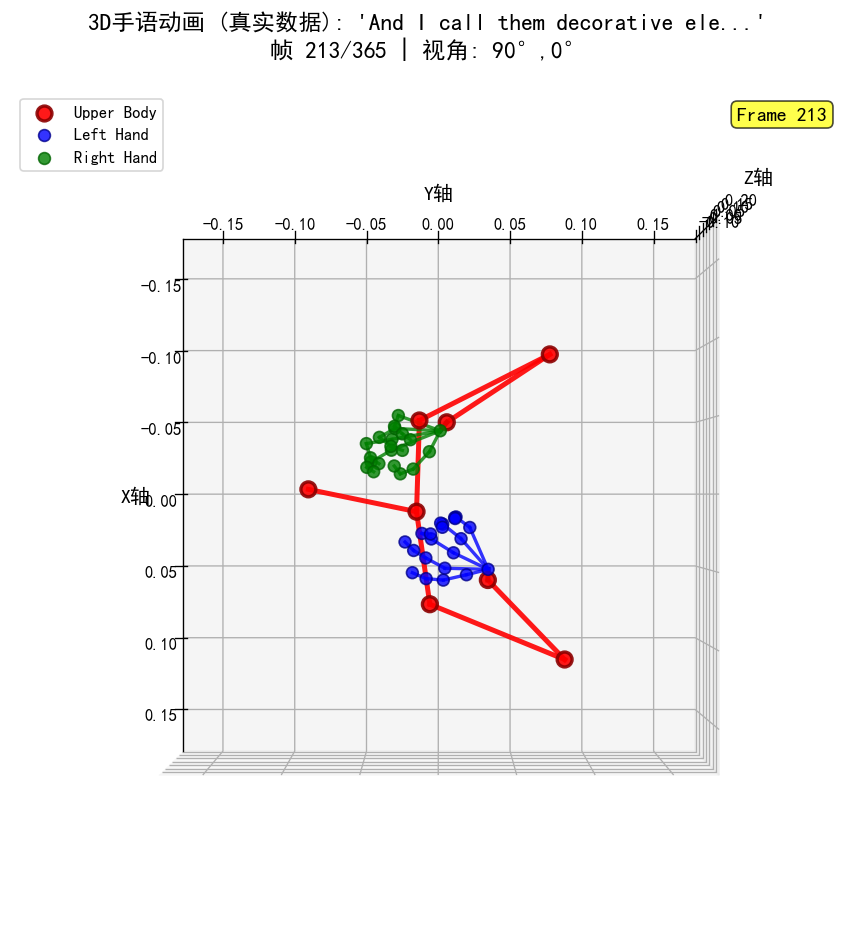 3D手语动画 (真实数据): 'And I call them decorative ele...'
帧 213/365 | 视角: 90°,0°
Upper Body
Left Hand
Right Hand
Frame 213
Z轴
Y轴
-0.15 -0.10 -0.05 0.00 0.05 0.10 0.15
-0.15
-0.10
-0.05
X轴
0.00
0.05
0.10
0.15